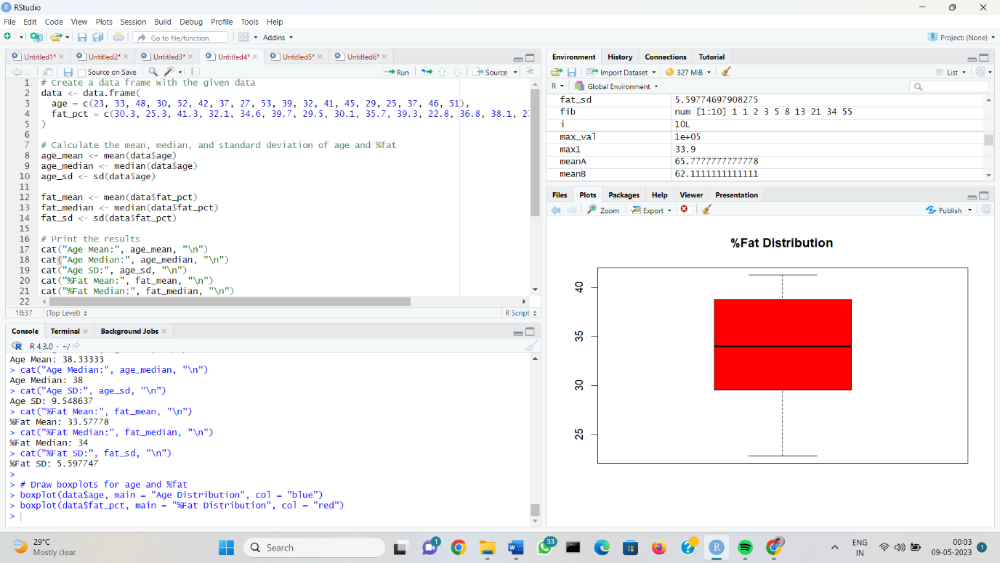 RStudio
File Edit Code View Plots Session Build Debug Profile Tools Help
Go to file/function Addins Project: (None)
Untitled1* Untitled2* Untitled3* Untitled4* Untitled5* Untitled6*
Source on Save Run Source
1 # Create a data frame with the given data
2 data <- data.frame(
3 age = c(23, 33, 48, 30, 52, 42, 37, 27, 53, 39, 32, 41, 45, 29, 25, 37, 46, 51),
4 fat_pct = c(30.3, 25.3, 41.3, 32.1, 34.6, 39.7, 29.5, 30.1, 35.7, 39.3, 22.8, 36.8, 38.1,
5 )
6
7 # Calculate the mean, median, and standard deviation of age and %fat
8 age_mean <- mean(data$age)
9 age_median <- median(data$age)
10 age_sd <- sd(data$age)
11
12 fat_mean <- mean(data$fat_pct)
13 fat_median <- median(data$fat_pct)
14 fat_sd <- sd(data$fat_pct)
15
16 # Print the results
17 cat("Age Mean:", age_mean, "\n")
18 cat("Age Median:", age_median, "\n")
19 cat("Age SD:", age_sd, "\n")
20 cat("%Fat Mean:", fat_mean, "\n")
21 cat("%Fat Median:", fat_median, "\n")
22
18:37 (Top Level) R Script
Console Terminal Background Jobs
R 4.3.0 · ~/
Age Mean: 38.33333
> cat("Age Median:", age_median, "\n")
Age Median: 38
> cat("Age SD:", age_sd, "\n")
Age SD: 9.548637
> cat("%Fat Mean:", fat_mean, "\n")
%Fat Mean: 33.57778
> cat("%Fat Median:", fat_median, "\n")
%Fat Median: 34
> cat("%Fat SD:", fat_sd, "\n")
%Fat SD: 5.597747
>
> # Draw boxplots for age and %fat
> boxplot(data$age, main = "Age Distribution", col = "blue")
> boxplot(data$fat_pct, main = "%Fat Distribution", col = "red")
>
Environment History Connections Tutorial
Import Dataset 327 MiB List
R Global Environment
fat_sd 5.59774697908275
fib num [1:10] 1 1 2 3 5 8 13 21 34 55
i 10L
max_val 1e+05
max1 33.9
meanA 65.7777777777778
meanB 62.1111111111111
Files Plots Packages Help Viewer Presentation
Zoom Export Publish
%Fat Distribution
40
35
30
25
29°C
Mostly clear
Search
1
33
ENG
IN
00:03
09-05-2023
1